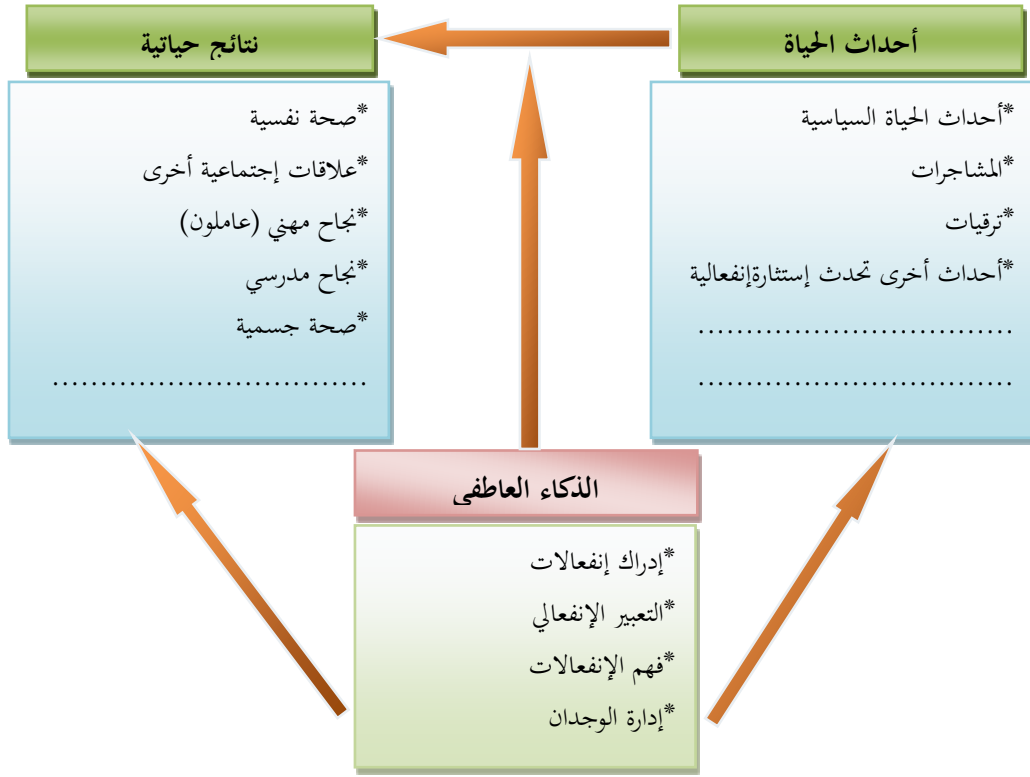 أحداث الحياة
*أحداث الحياة السياسية
*المشاجرات
*ترقيات
*أحداث أخرى تحدث إستثارةإنفعالية
.................................
.................................
نتائج حياتية
*صحة نفسية
*علاقات إجتماعية أخرى
*نجاح مهني (عاملون)
*نجاح مدرسي
*صحة جسمية
.................................
الذكاء العاطفي
*إدراك إنفعالات
*التعبير الإنفعالي
*فهم الإنفعالات
*إدارة الوجدان